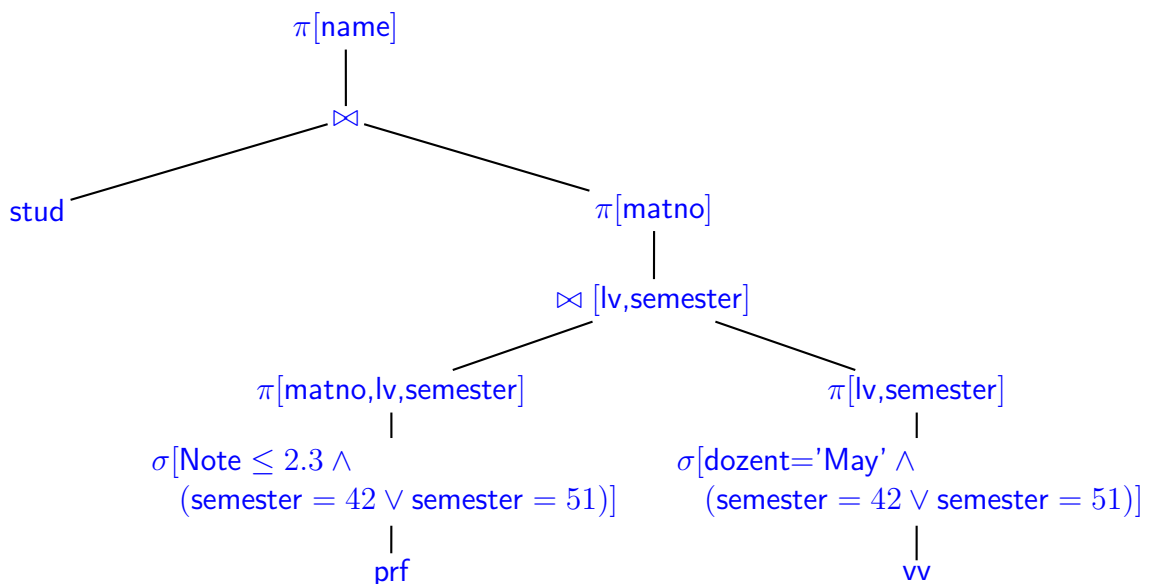 π[name]
⋈
stud
π[matno]
⋈ [lv,semester]
π[matno,lv,semester]
π[lv,semester]
σ[Note ≤ 2.3 ∧
(semester = 42 ∨ semester = 51)]
σ[dozent='May' ∧
(semester = 42 ∨ semester = 51)]
prf
vv